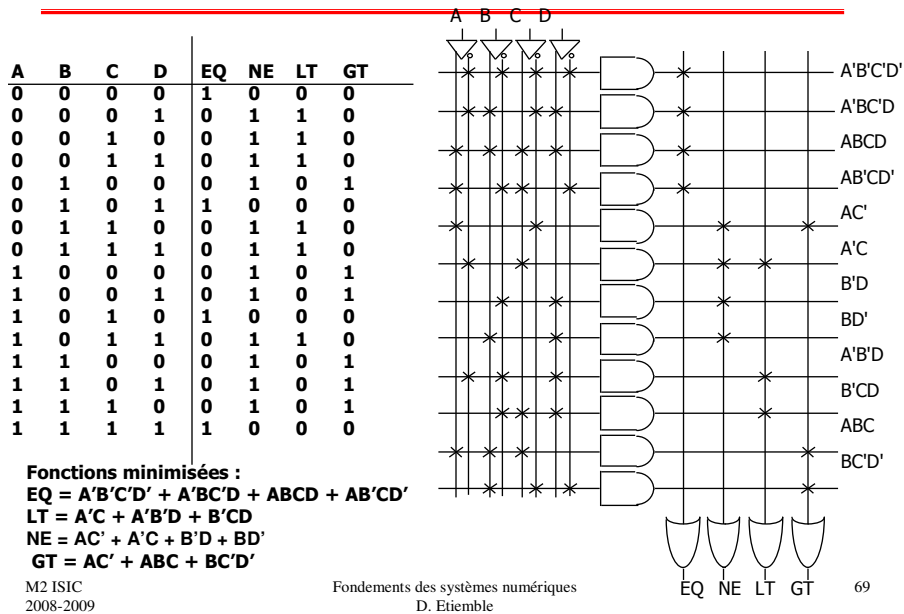 A B C D
A B C D EQ NE LT GT
0 0 0 0 1 0 0 0
0 0 0 1 0 1 1 0
0 0 1 0 0 1 1 0
0 0 1 1 0 1 1 0
0 1 0 0 0 1 0 1
0 1 0 1 1 0 0 0
0 1 1 0 0 1 1 0
0 1 1 1 0 1 1 0
1 0 0 0 0 1 0 1
1 0 0 1 0 1 0 1
1 0 1 0 1 0 0 0
1 0 1 1 0 1 1 0
1 1 0 0 0 1 0 1
1 1 0 1 0 1 0 1
1 1 1 0 0 1 0 1
1 1 1 1 1 0 0 0
Fonctions minimisées :
EQ = A'B'C'D' + A'BC'D + ABCD + AB'CD'
LT = A'C + A'B'D + B'CD
NE = AC' + A'C + B'D + BD'
GT = AC' + ABC + BC'D'
A'B'C'D'
A'BC'D
ABCD
AB'CD'
AC'
A'C
B'D
BD'
A'B'D
B'CD
ABC
BC'D'
EQ NE LT GT
M2 ISIC
2008-2009
Fondements des systèmes numériques
D. Etiemble
69